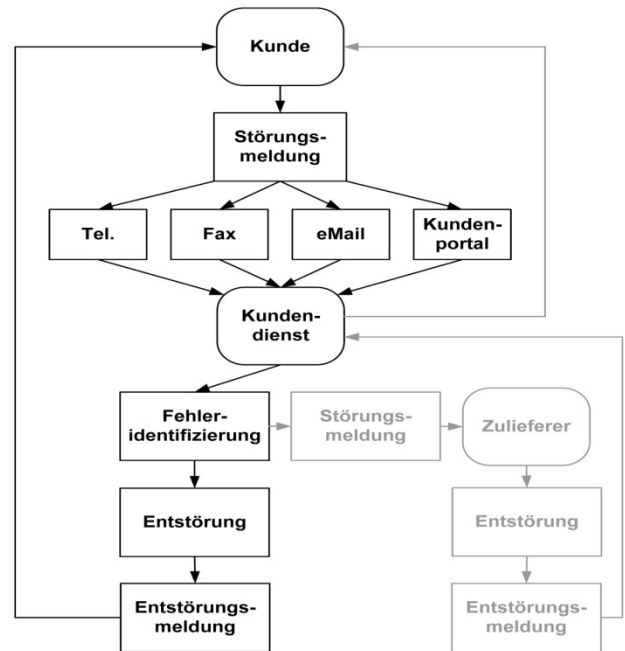 Kunde
Störungs-
meldung
Tel.
Fax
eMail
Kunden-
portal
Kunden-
dienst
Fehler-
identifizierung
Störungs-
meldung
Zulieferer
Entstörung
Entstörung
Entstörungs-
meldung
Entstörungs-
meldung